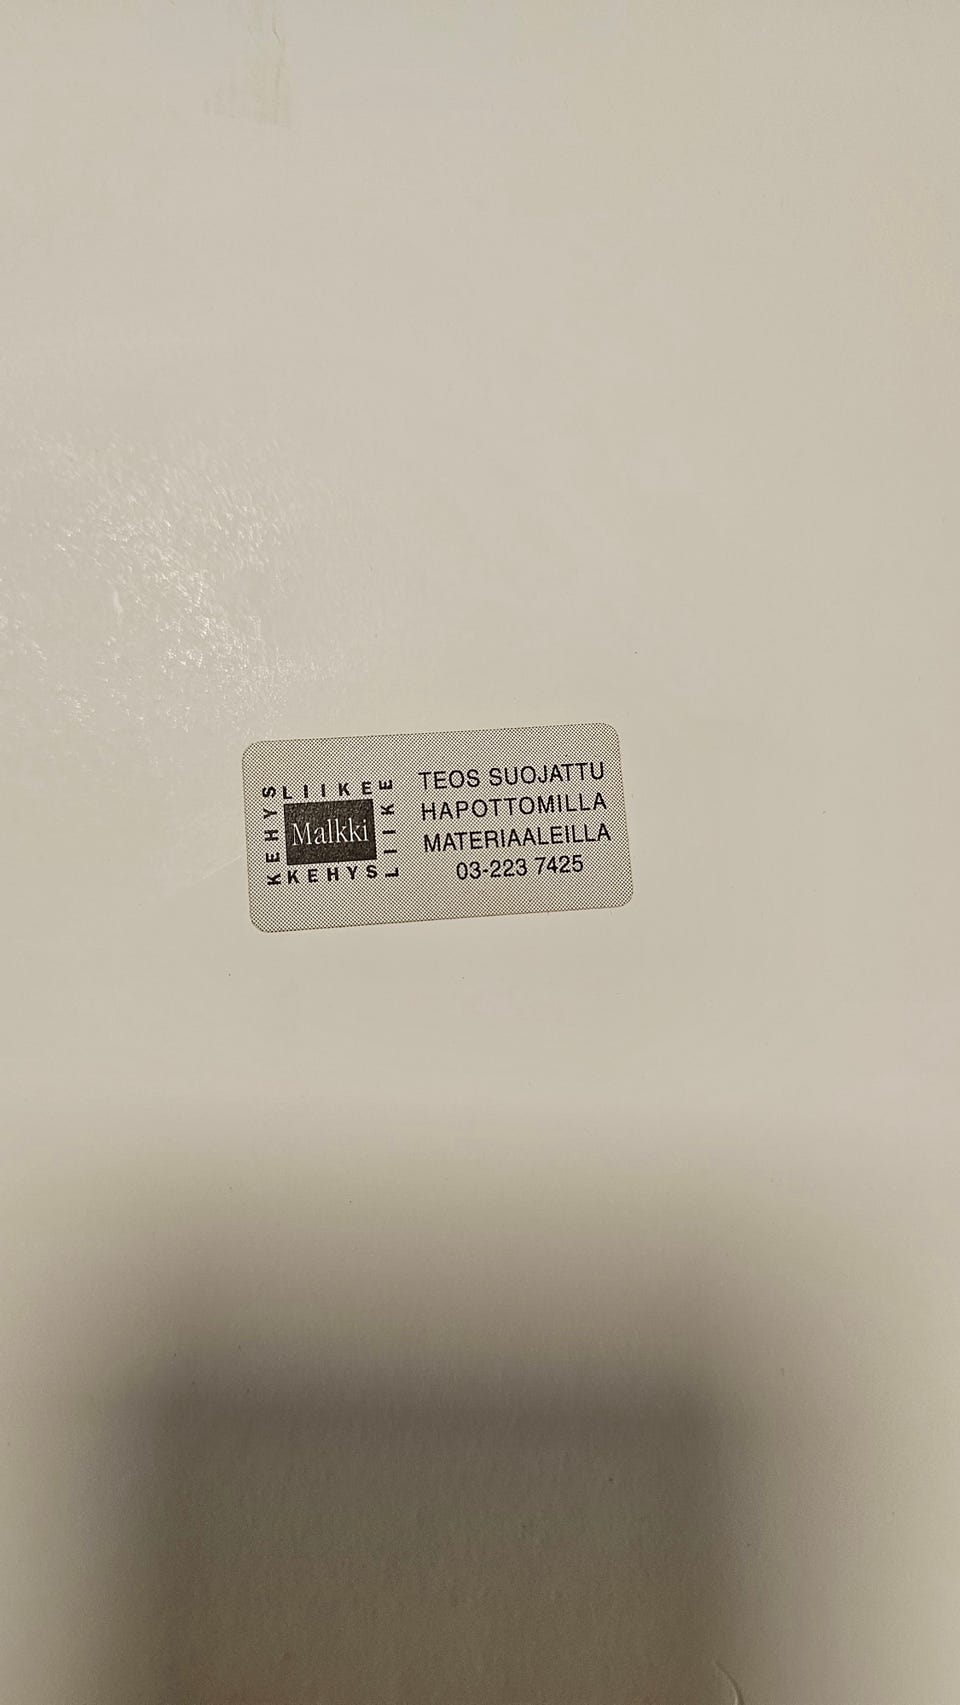 KEHYSLIIKE
KEHYSLIIKE
Malkki
TEOS SUOJATTU
HAPOTTOMILLA
MATERIAALEILLA
03-223 7425